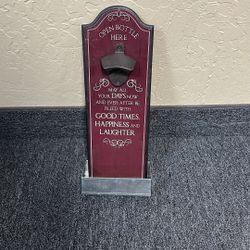 OPEN BOTTLE
HERE
MAY ALL
YOUR DAYS NOW
AND EVER AFTER BE
FILLED WITH
GOOD TIMES,
HAPPINESS AND
LAUGHTER